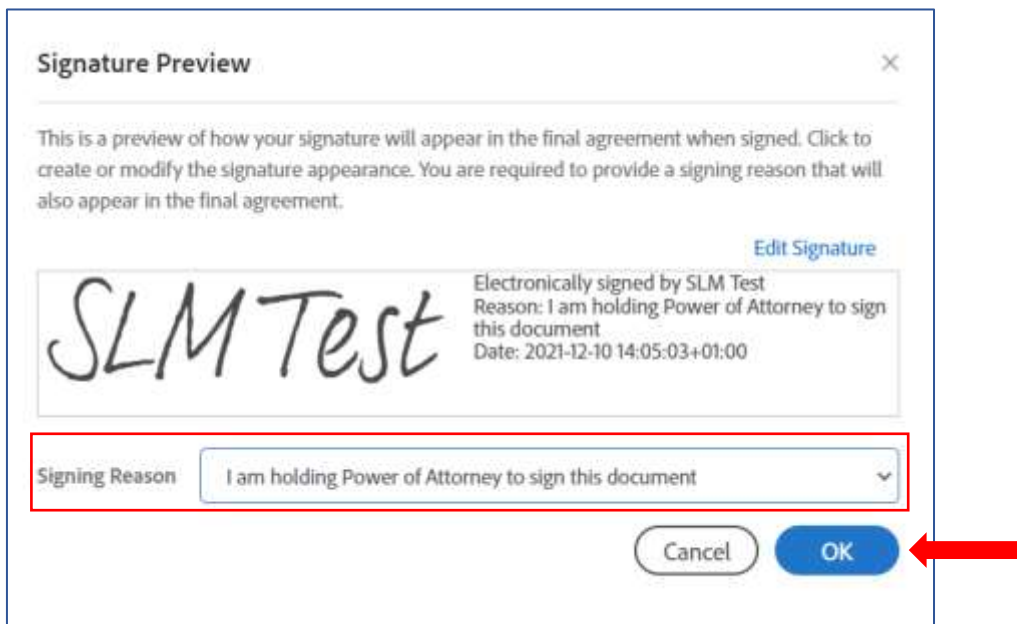 Signature Preview
This is a preview of how your signature will appear in the final agreement when signed. Click to
create or modify the signature appearance. You are required to provide a signing reason that will
also appear in the final agreement.
Edit Signature
SLM Test
Electronically signed by SLM Test
Reason: I am holding Power of Attorney to sign
this document
Date: 2021-12-10 14:05:03+01:00
Signing Reason
I am holding Power of Attorney to sign this document
Cancel
OK